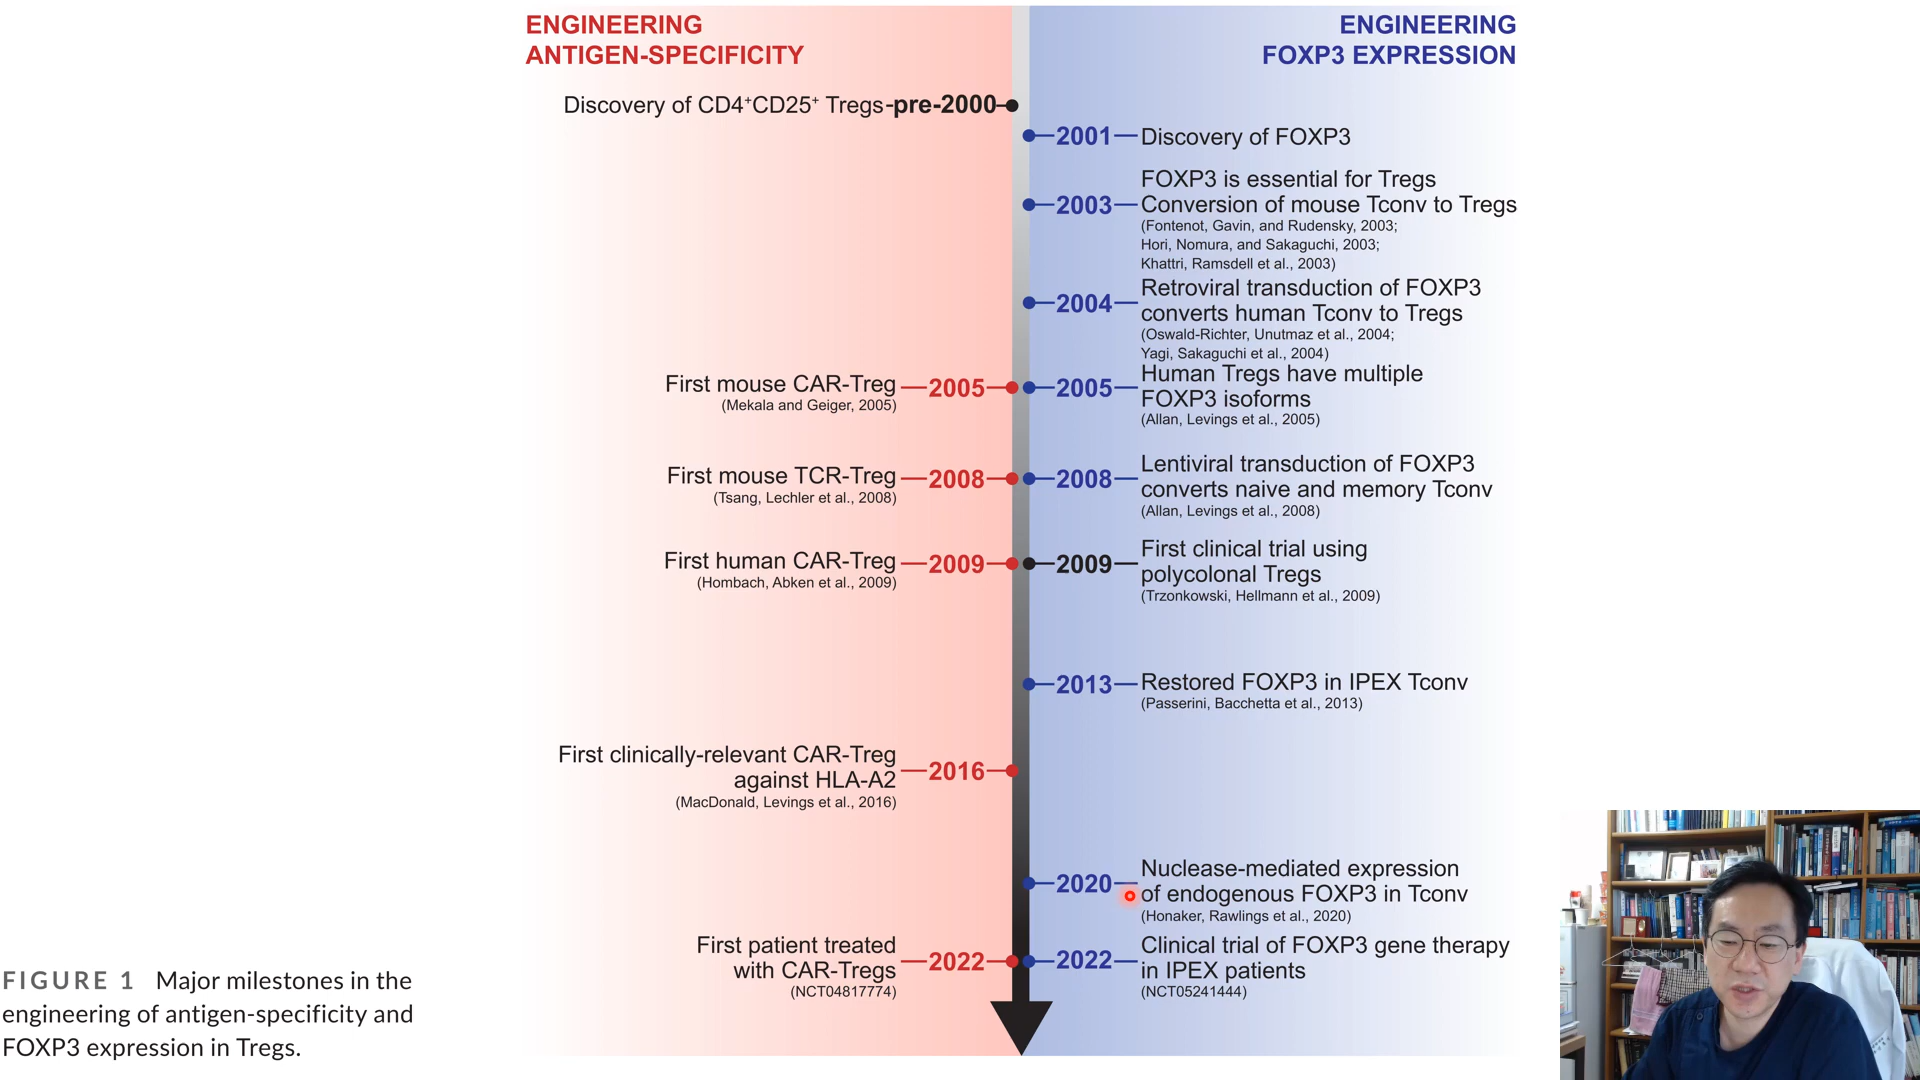 ENGINEERING
ANTIGEN-SPECIFICITY
ENGINEERING
FOXP3 EXPRESSION
Discovery of CD4⁺CD25⁺ Tregs-pre-2000
2001 Discovery of FOXP3
FOXP3 is essential for Tregs
2003 Conversion of mouse Tconv to Tregs
(Fontenot, Gavin, and Rudensky, 2003;
Hori, Nomura, and Sakaguchi, 2003;
Khattri, Ramsdell et al., 2003)
Retroviral transduction of FOXP3
2004 converts human Tconv to Tregs
(Oswald-Richter, Unutmaz et al., 2004;
Yagi, Sakaguchi et al., 2004)
First mouse CAR-Treg 2005
(Mekala and Geiger, 2005)
2005 Human Tregs have multiple
FOXP3 isoforms
(Allan, Levings et al., 2005)
First mouse TCR-Treg 2008
(Tsang, Lechler et al., 2008)
2008 Lentiviral transduction of FOXP3
converts naive and memory Tconv
(Allan, Levings et al., 2008)
First human CAR-Treg 2009
(Hombach, Abken et al., 2009)
2009 First clinical trial using
polycolonal Tregs
(Trzonkowski, Hellmann et al., 2009)
2013 Restored FOXP3 in IPEX Tconv
(Passerini, Bacchetta et al., 2013)
First clinically-relevant CAR-Treg
against HLA-A2 2016
(MacDonald, Levings et al., 2016)
2020 Nuclease-mediated expression
of endogenous FOXP3 in Tconv
(Honaker, Rawlings et al., 2020)
First patient treated
with CAR-Tregs 2022
(NCT04817774)
2022 Clinical trial of FOXP3 gene therapy
in IPEX patients
(NCT05241444)
FIGURE 1 Major milestones in the
engineering of antigen-specificity and
FOXP3 expression in Tregs.